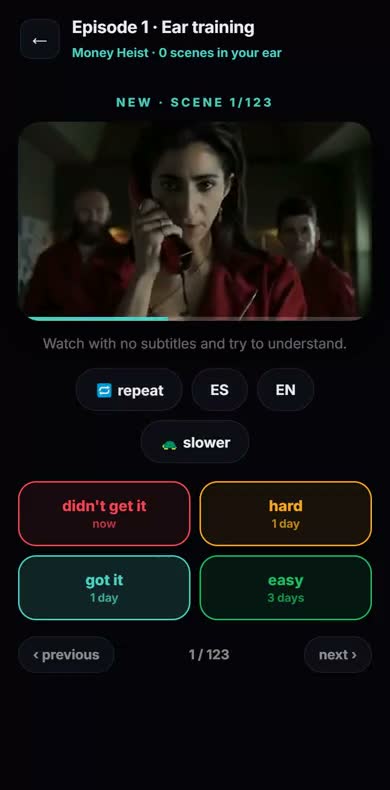 ←
Episode 1 · Ear training
Money Heist · 0 scenes in your ear
NEW · SCENE 1/123
Watch with no subtitles and try to understand.
🔁 repeat
ES
EN
🐢 slower
didn't get it
now
hard
1 day
got it
1 day
easy
3 days
‹ previous
1 / 123
next ›